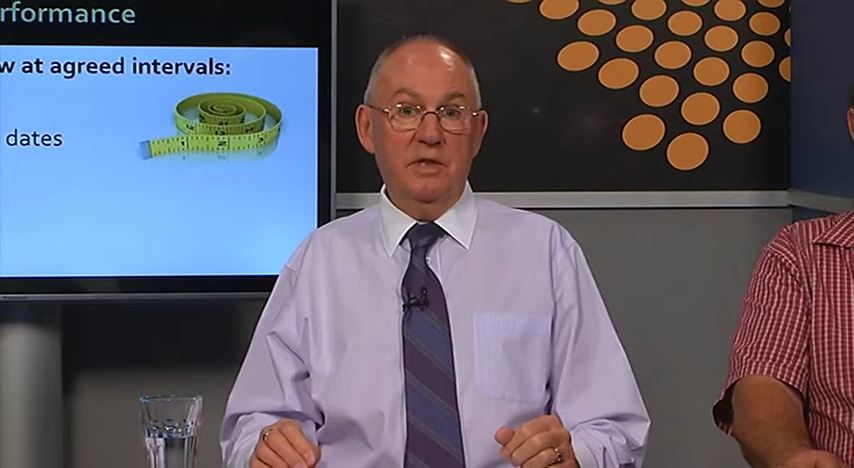 rformance
w at agreed intervals:
dates